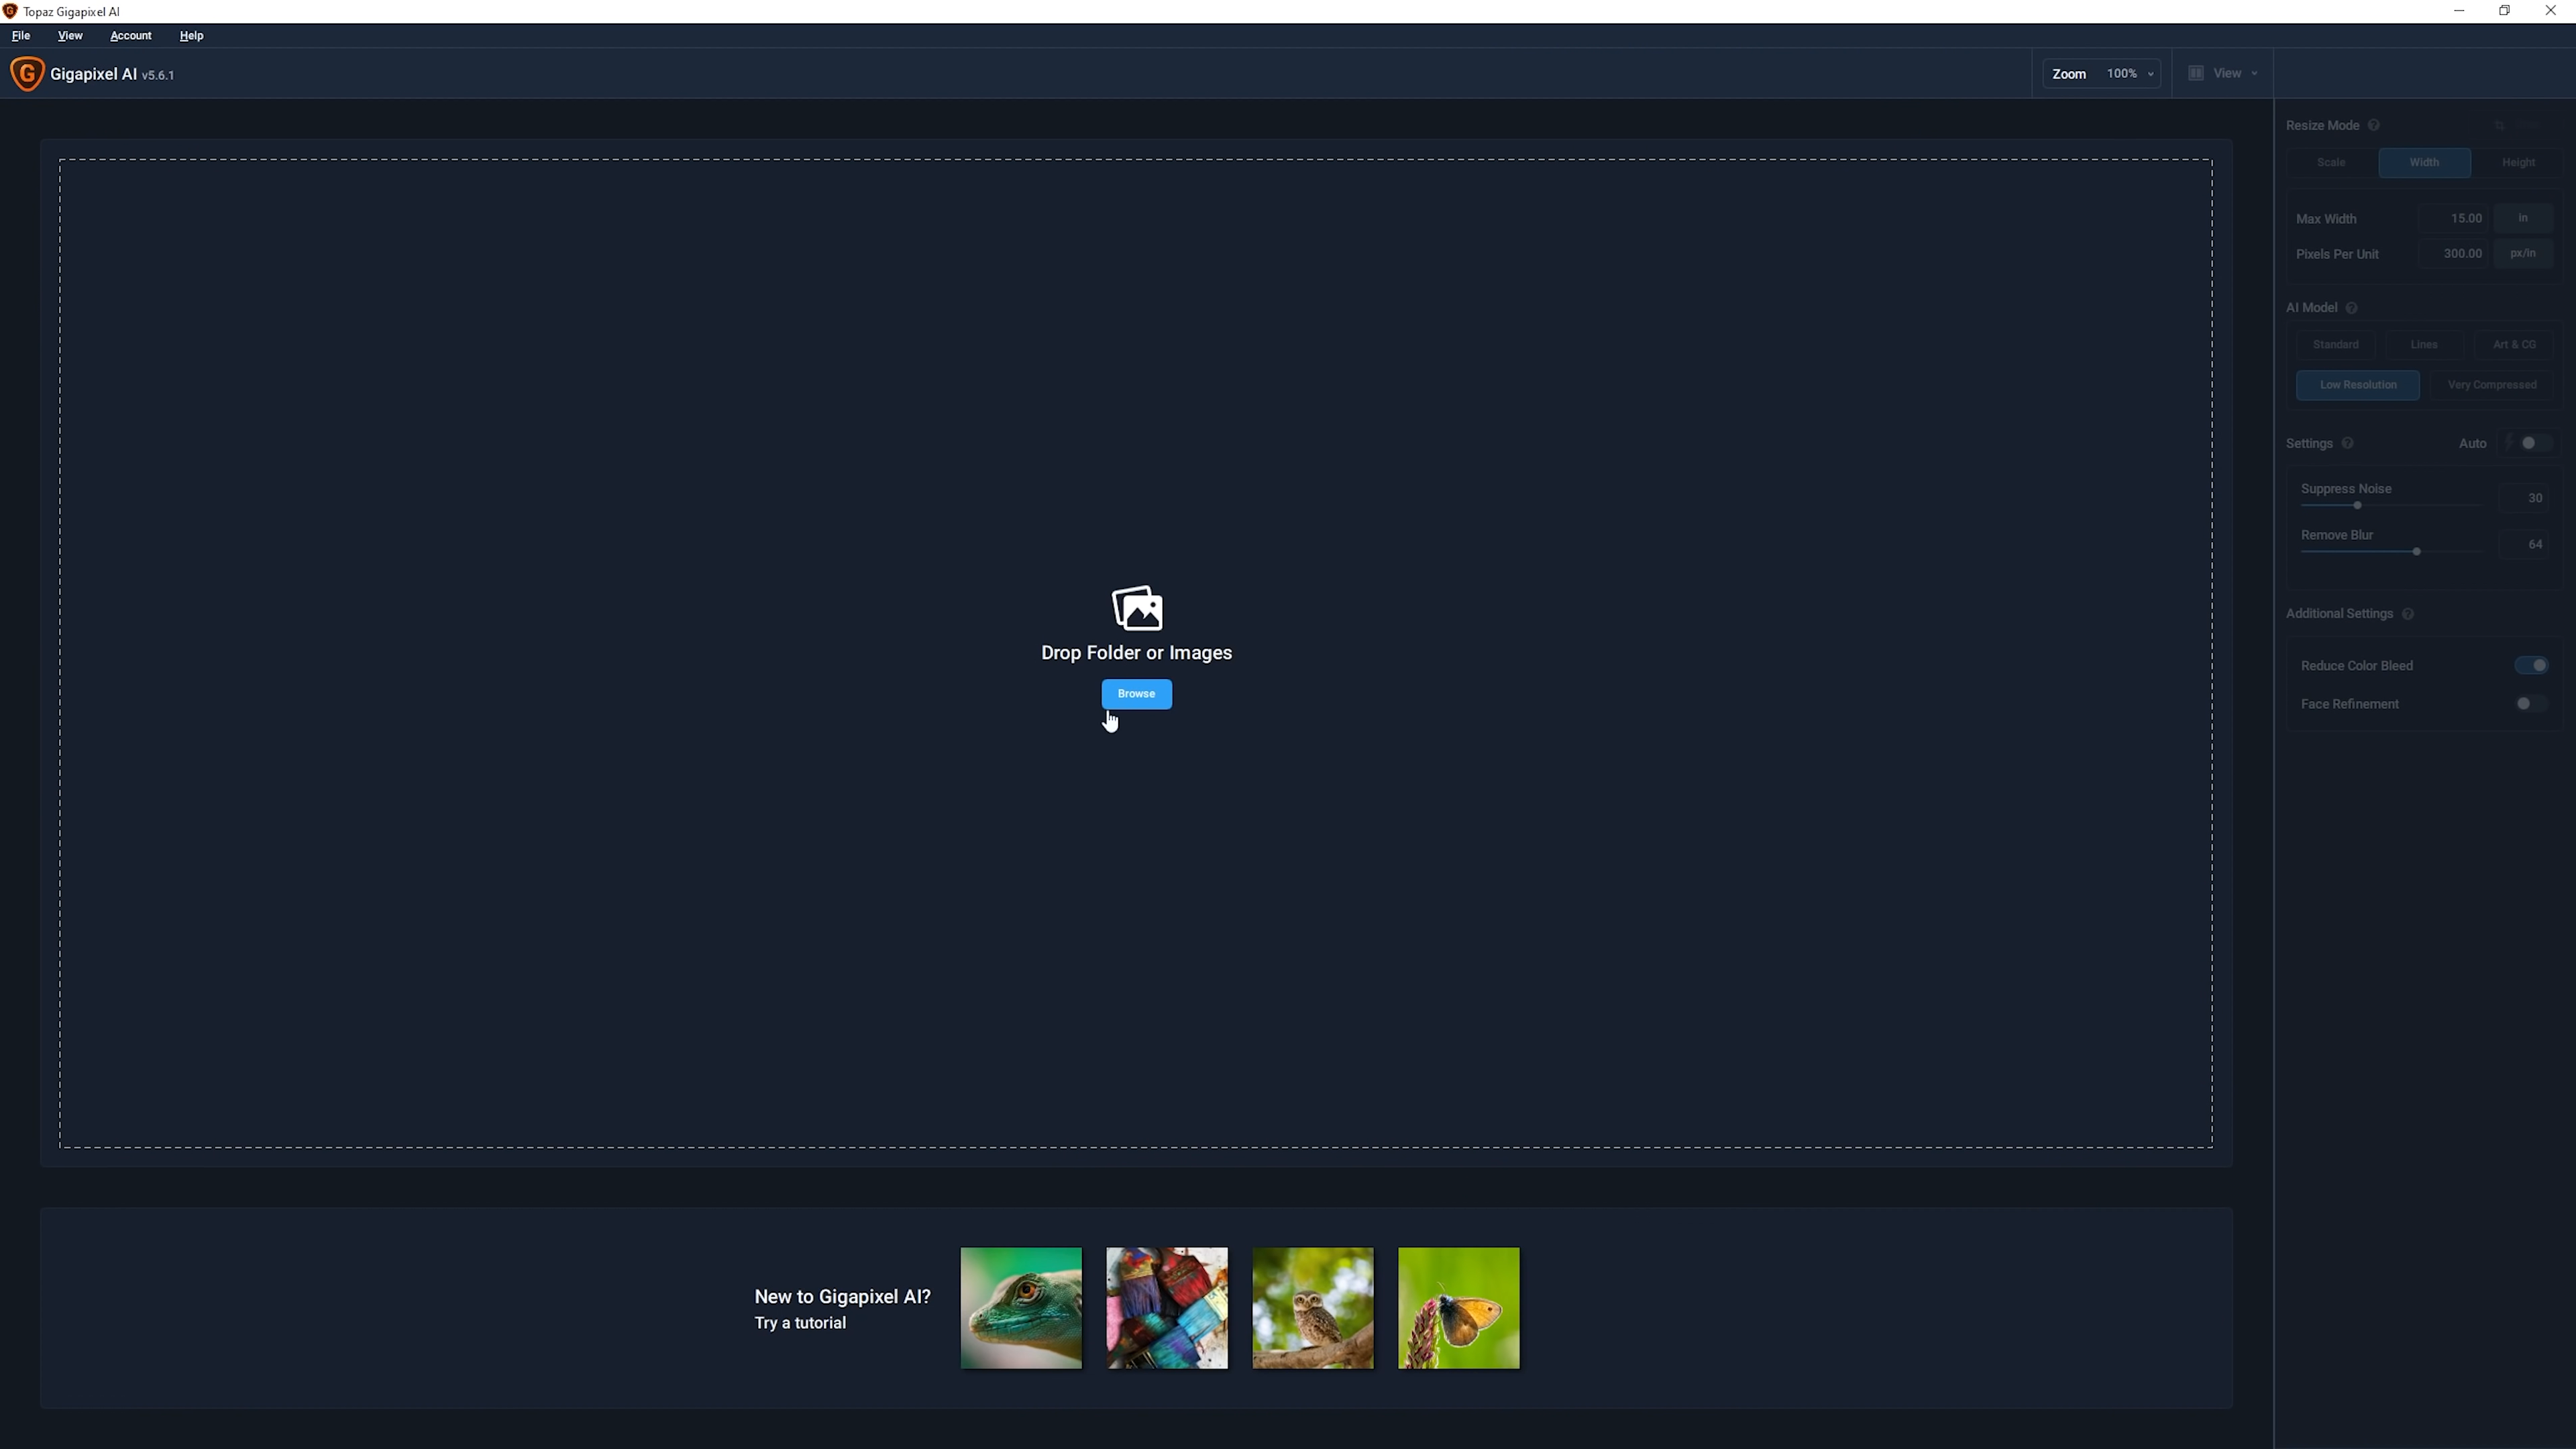 Topaz Gigapixel AI
File View Account Help
Gigapixel AI v5.6.1
Zoom 100% View
Resize Mode
Scale Width Height
Max Width 15.00 in
Pixels Per Unit 300.00 px/in
AI Model
Standard Lines Art & CG
Low Resolution Very Compressed
Settings Auto
Suppress Noise 30
Remove Blur 64
Additional Settings
Reduce Color Bleed
Face Refinement
Drop Folder or Images
Browse
New to Gigapixel AI?
Try a tutorial